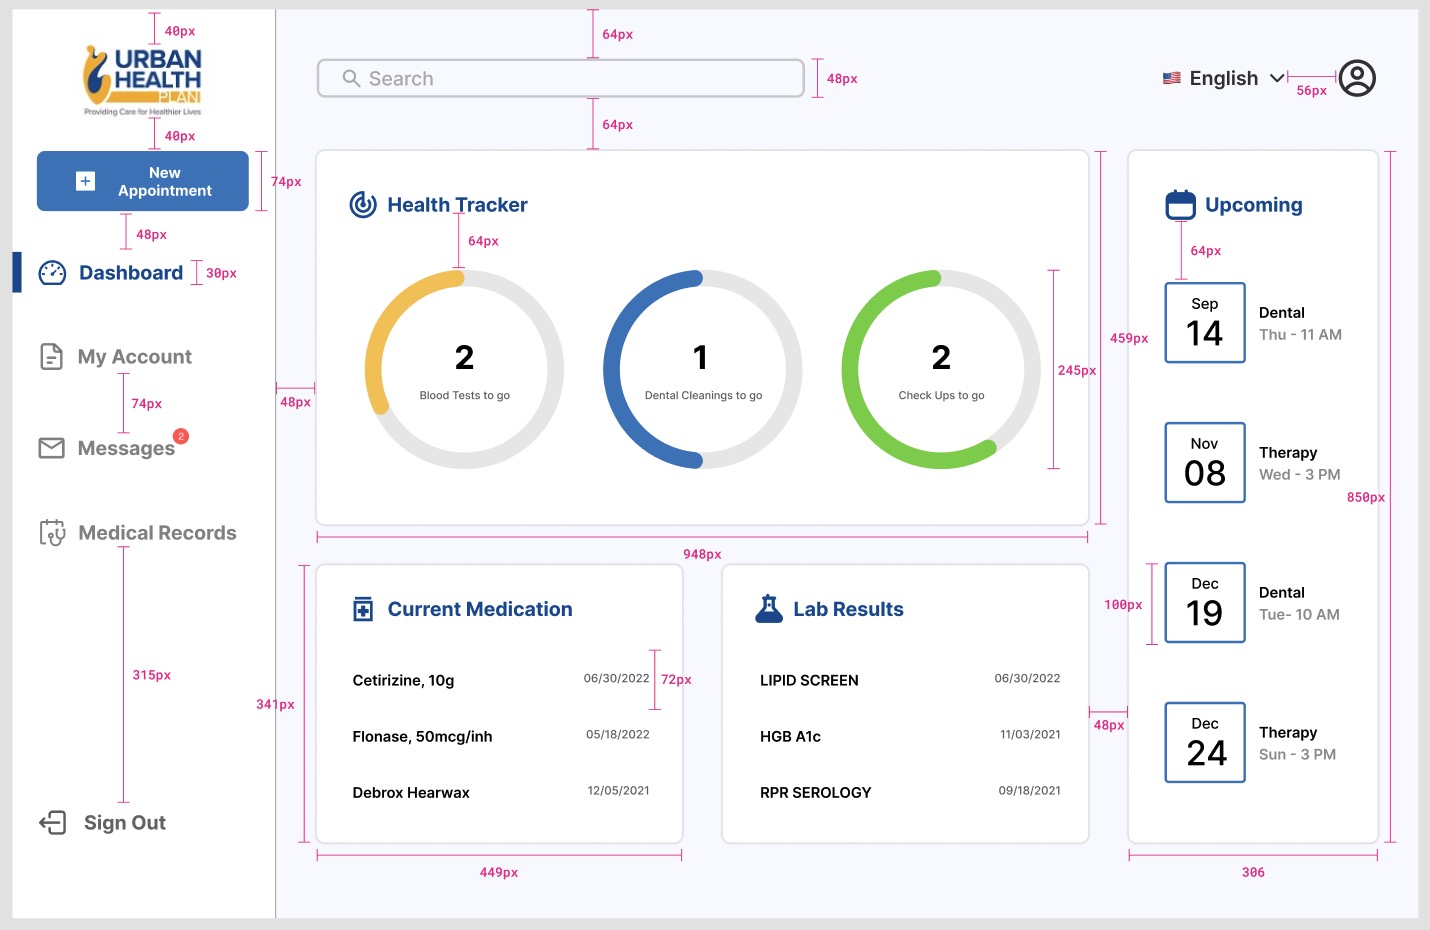 40px
URBAN
HEALTH
PLAN
Providing Care for Healthier Lives
40px
New
Appointment
74px
48px
Dashboard
30px
My Account
74px
Messages
2
Medical Records
315px
Sign Out
64px
Search
48px
64px
English
56px
Health Tracker
64px
2
Blood Tests to go
1
Dental Cleanings to go
2
Check Ups to go
245px
459px
48px
948px
Upcoming
64px
Sep
14
Dental
Thu - 11 AM
Nov
08
Therapy
Wed - 3 PM
850px
Dec
19
Dental
Tue- 10 AM
100px
Dec
24
Therapy
Sun - 3 PM
306
Current Medication
Cetirizine, 10g 06/30/2022
72px
Flonase, 50mcg/inh 05/18/2022
Debrox Hearwax 12/05/2021
341px
449px
Lab Results
LIPID SCREEN 06/30/2022
HGB A1c 11/03/2021
RPR SEROLOGY 09/18/2021
48px